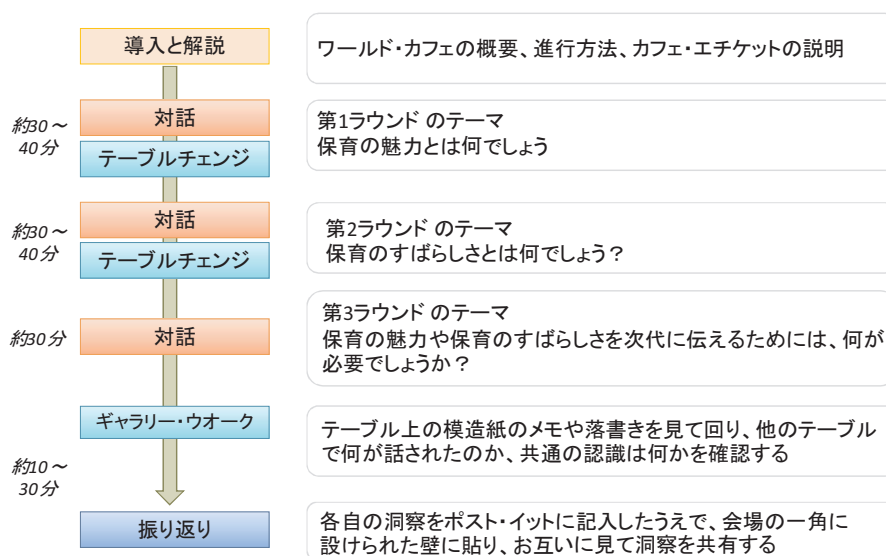 導入と解説
ワールド・カフェの概要、進行方法、カフェ・エチケットの説明
約30～
40分
対話
テーブルチェンジ
第1ラウンド のテーマ
保育の魅力とは何でしょう
約30～
40分
対話
テーブルチェンジ
第2ラウンド のテーマ
保育のすばらしさとは何でしょう？
約30分
対話
第3ラウンド のテーマ
保育の魅力や保育のすばらしさを次代に伝えるためには、何が
必要でしょうか？
ギャラリー・ウオーク
テーブル上の模造紙のメモや落書きを見て回り、他のテーブル
で何が話されたのか、共通の認識は何かを確認する
約10～
30分
振り返り
各自の洞察をポスト・イットに記入したうえで、会場の一角に
設けられた壁に貼り、お互いに見て洞察を共有する